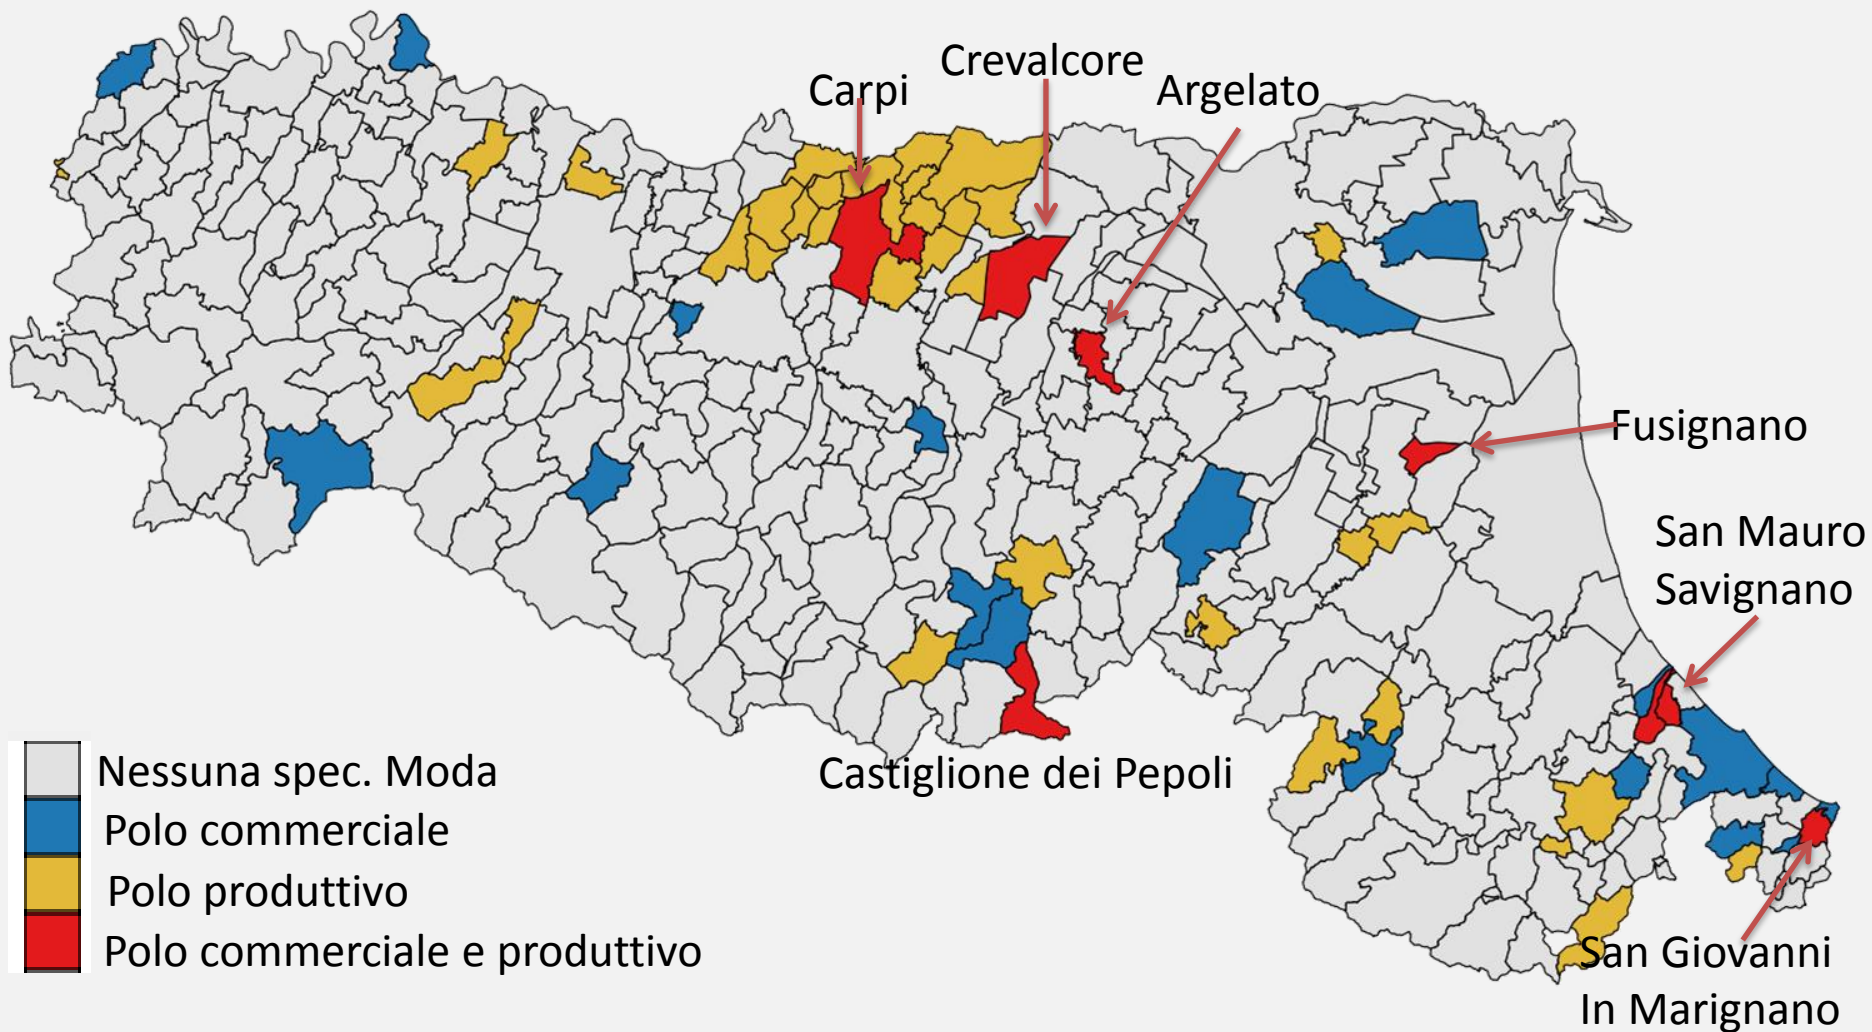 Crevalcore
Carpi
Argelato
Fusignano
San Mauro
Savignano
Castiglione dei Pepoli
Nessuna spec. Moda
Polo commerciale
Polo produttivo
Polo commerciale e produttivo
San Giovanni
In Marignano